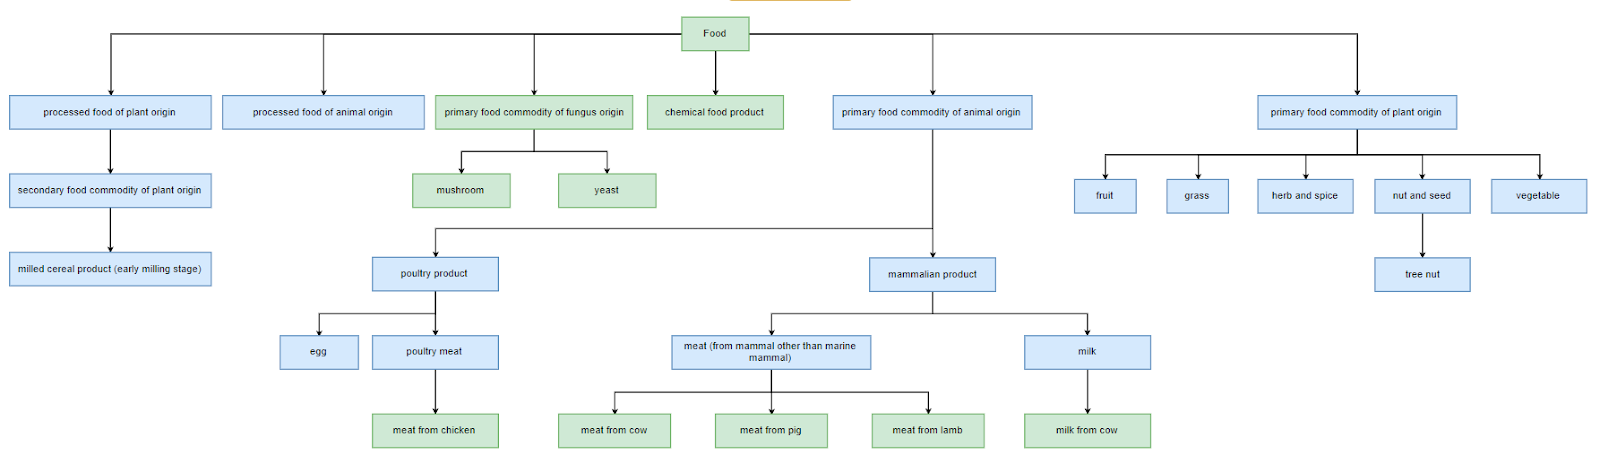 Food
processed food of plant origin
processed food of animal origin
primary food commodity of fungus origin
chemical food product
primary food commodity of animal origin
primary food commodity of plant origin
secondary food commodity of plant origin
mushroom
yeast
fruit
grass
herb and spice
nut and seed
vegetable
milled cereal product (early milling stage)
poultry product
mammalian product
tree nut
egg
poultry meat
meat (from mammal other than marine
mammal)
milk
meat from chicken
meat from cow
meat from pig
meat from lamb
milk from cow